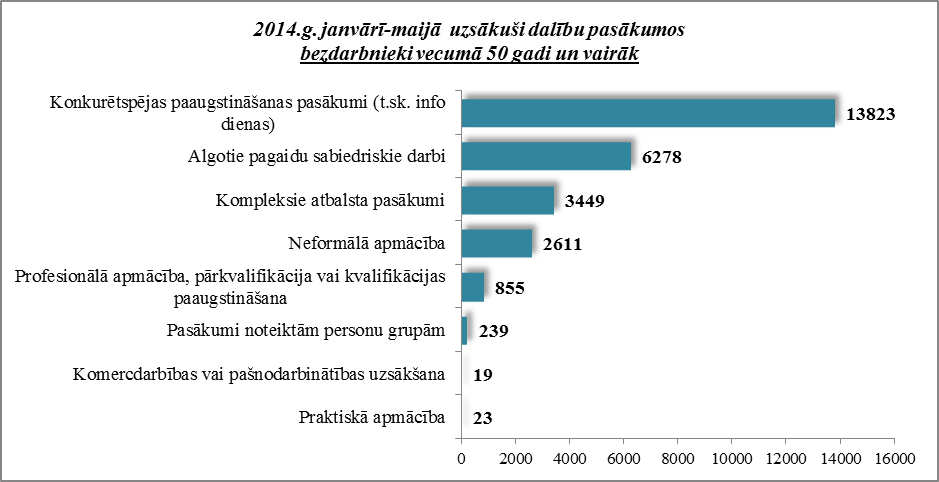 2014.g. janvārī-maijā uzsākuši dalību pasākumos
bezdarbnieki vecumā 50 gadi un vairāk
Konkurētspējas paaugstināšanas pasākumi (t.sk. info
dienas)
13823
Algotie pagaidu sabiedriskie darbi
6278
Kompleksie atbalsta pasākumi
3449
Neformālā apmācība
2611
Profesionālā apmācība, pārkvalifikācija vai kvalifikācijas
paaugstināšana
855
Pasākumi noteiktām personu grupām
239
Komercdarbības vai pašnodarbinātības uzsākšana
19
Praktiskā apmācība
23
0 2000 4000 6000 8000 10000 12000 14000 16000